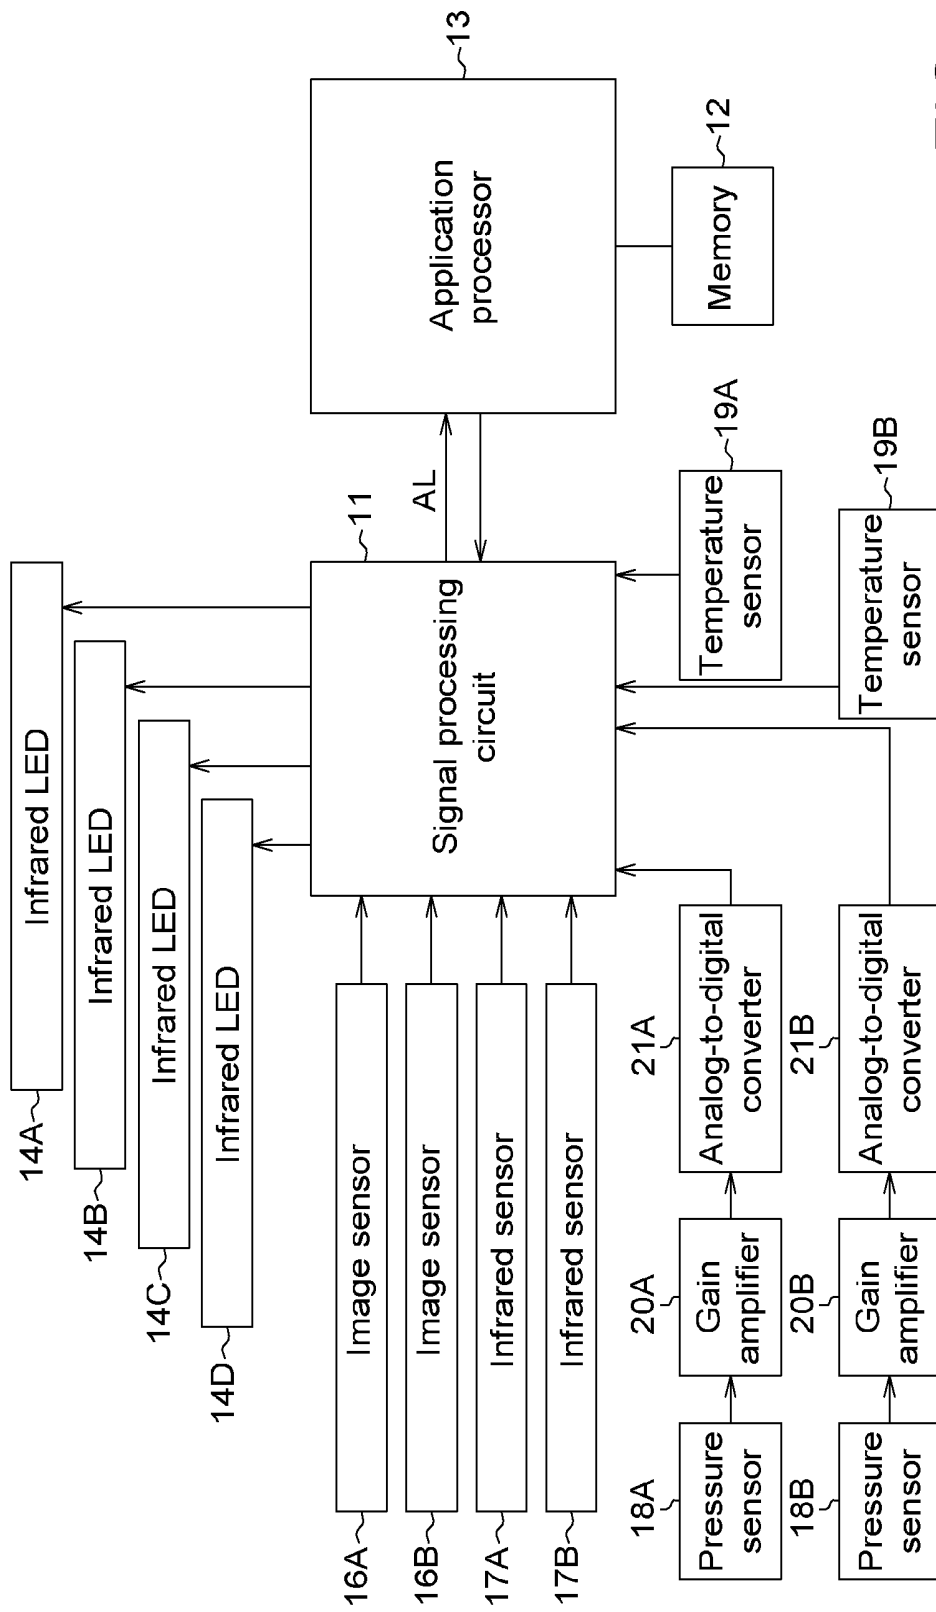 14A
Infrared LED
14B
Infrared LED
14C
Infrared LED
14D
Infrared LED
16A
Image sensor
16B
Image sensor
17A
Infrared sensor
17B
Infrared sensor
11
Signal processing
circuit
AL
13
Application
processor
12
Memory
18A
Pressure
sensor
20A
Gain
amplifier
21A
Analog-to-digital
converter
Temperature
sensor
19A
18B
Pressure
sensor
20B
Gain
amplifier
21B
Analog-to-digital
converter
Temperature
sensor
19B